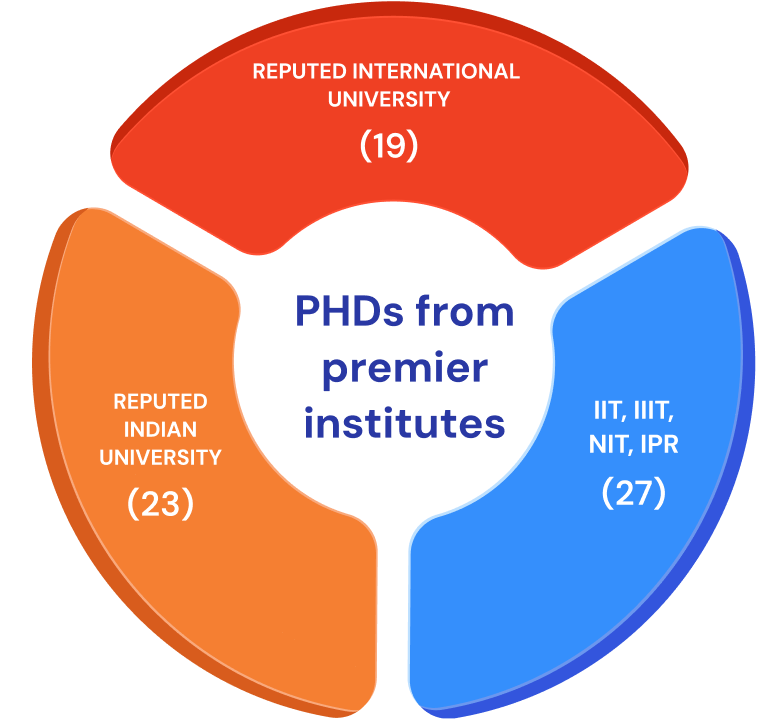 REPUTED INTERNATIONAL
UNIVERSITY
(19)
PHDs from
premier
institutes
REPUTED
INDIAN
UNIVERSITY
(23)
IIT, IIIT,
NIT, IPR
(27)